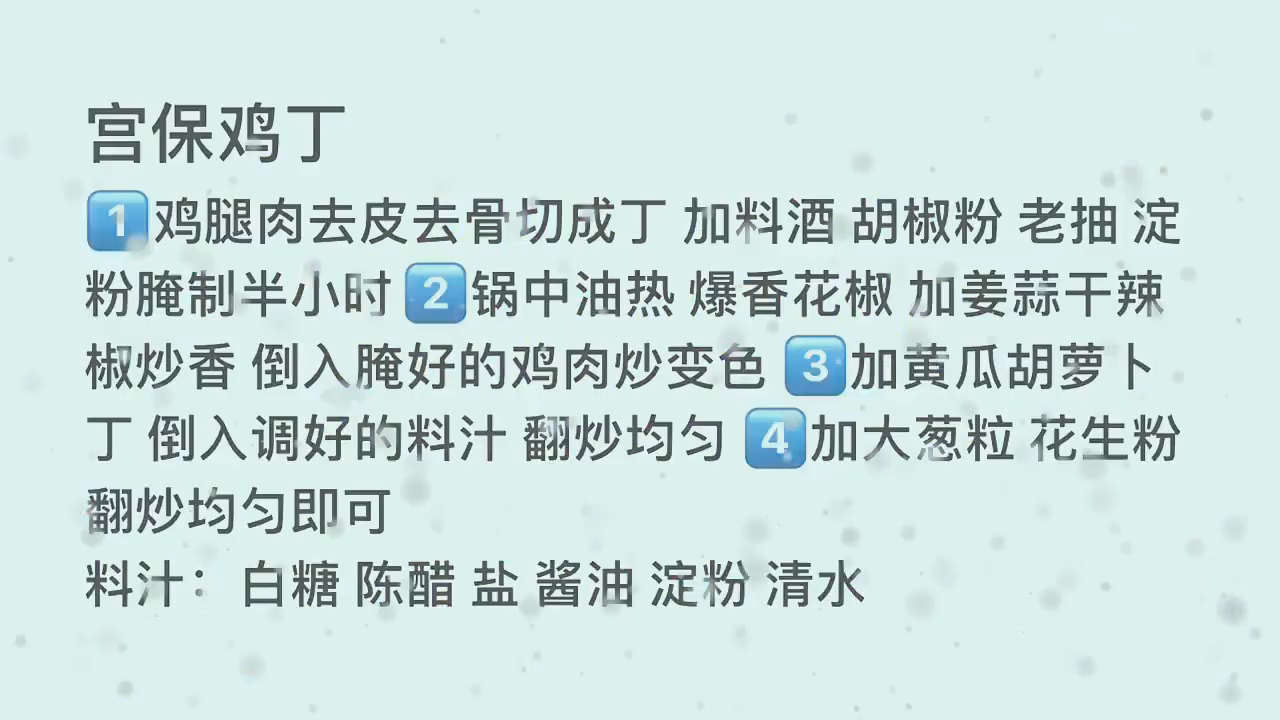 宫保鸡丁
1️⃣鸡腿肉去皮去骨切成丁 加料酒 胡椒粉 老抽 淀
粉腌制半小时 2️⃣锅中油热 爆香花椒 加姜蒜干辣
椒炒香 倒入腌好的鸡肉炒变色 3️⃣加黄瓜胡萝卜
丁 倒入调好的料汁 翻炒均匀 4️⃣加大葱粒 花生粉
翻炒均匀即可
料汁： 白糖 陈醋 盐 酱油 淀粉 清水